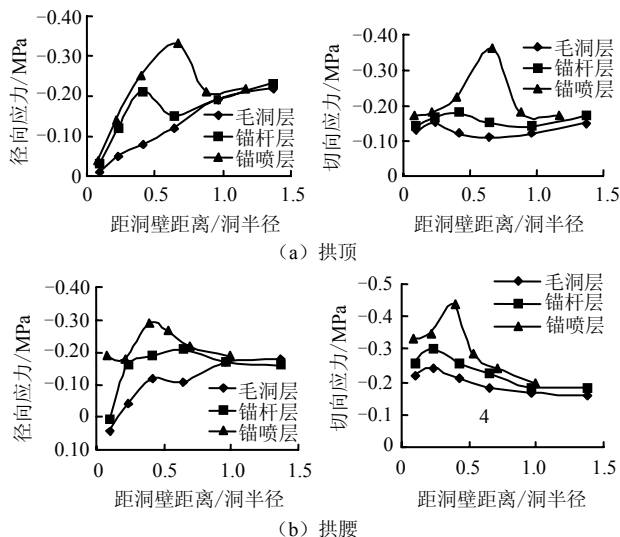 -0.40
-0.30
-0.20
-0.10
0
径向应力/MPa
毛洞层
锚杆层
锚喷层
0 0.5 1.0 1.5
距洞壁距离/洞半径
-0.40
-0.30
-0.20
-0.10
0.00
切向应力/MPa
毛洞层
锚杆层
锚喷层
0 0.5 1.0 1.5
距洞壁距离/洞半径
（a）拱顶
-0.40
-0.30
-0.20
-0.10
0
0.10
径向应力/MPa
毛洞层
锚杆层
锚喷层
0 0.5 1.0 1.5
距洞壁距离/洞半径
-0.5
-0.4
-0.3
-0.2
-0.1
切向应力/MPa
毛洞层
锚杆层
锚喷层
4
0 0.5 1.0 1.5
距洞壁距离/洞半径
（b）拱腰